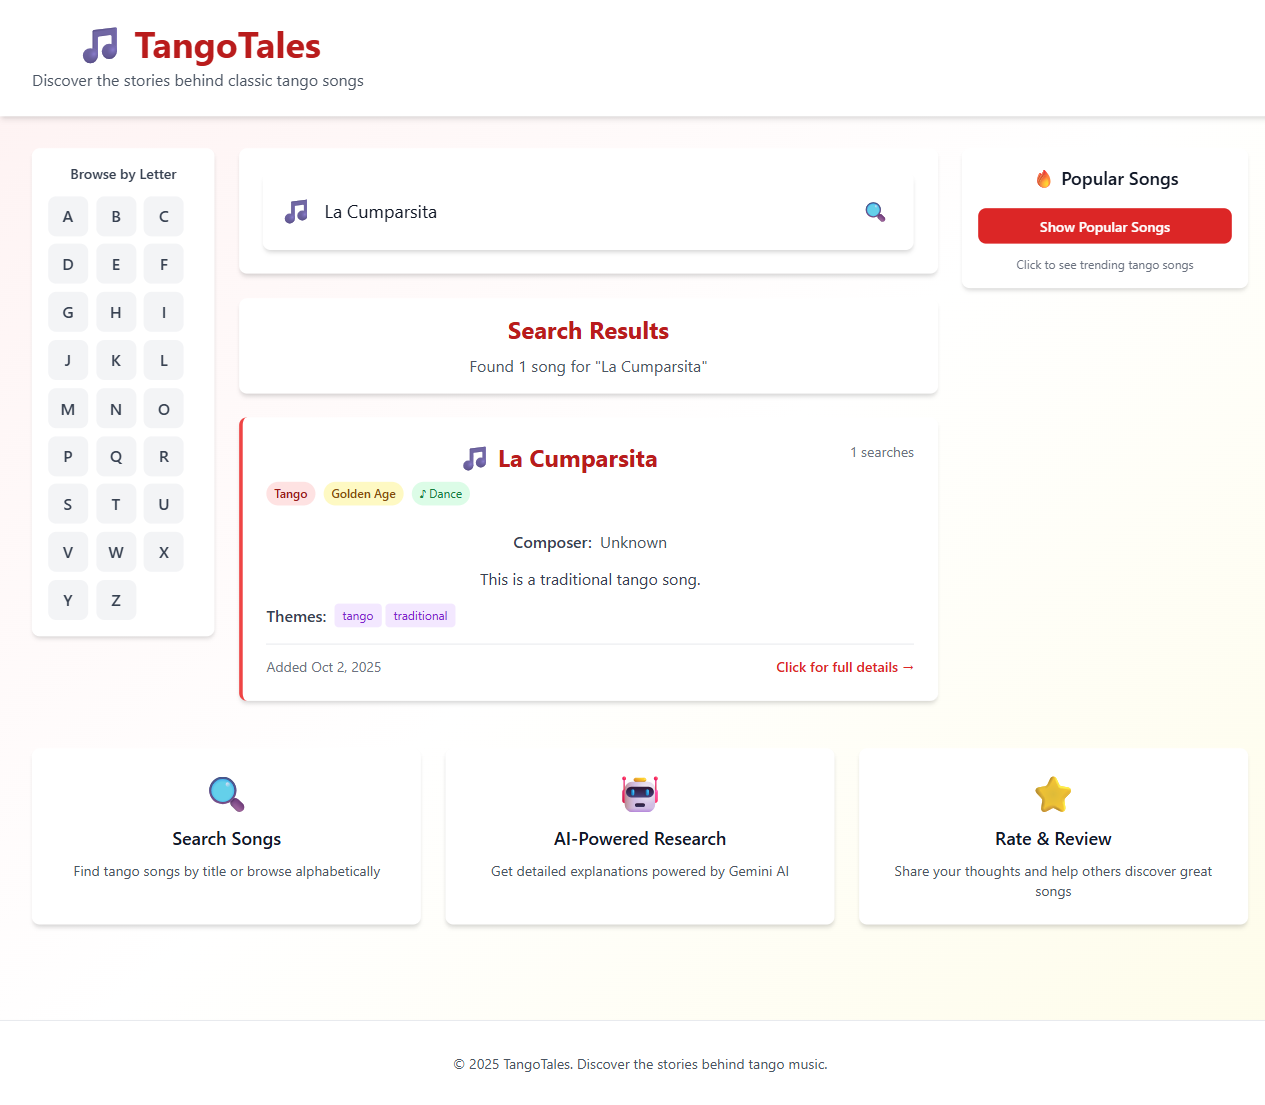 TangoTales
Discover the stories behind classic tango songs
Browse by Letter
A B C
D E F
G H I
J K L
M N O
P Q R
S T U
V W X
Y Z
La Cumparsita
Search Results
Found 1 song for "La Cumparsita"
La Cumparsita
1 searches
Tango Golden Age ♪ Dance
Composer: Unknown
This is a traditional tango song.
Themes: tango traditional
Added Oct 2, 2025
Click for full details →
Popular Songs
Show Popular Songs
Click to see trending tango songs
Search Songs
Find tango songs by title or browse alphabetically
AI-Powered Research
Get detailed explanations powered by Gemini AI
Rate & Review
Share your thoughts and help others discover great
songs
© 2025 TangoTales. Discover the stories behind tango music.